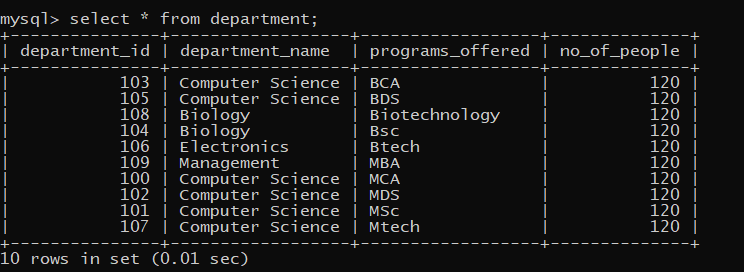 mysql> select * from department;
+---------------+------------------+------------------+--------------+
| department_id | department_name  | programs_offered | no_of_people |
+---------------+------------------+------------------+--------------+
|           103 | Computer Science | BCA              |          120 |
|           105 | Computer Science | BDS              |          120 |
|           108 | Biology          | Biotechnology    |          120 |
|           104 | Biology          | Bsc              |          120 |
|           106 | Electronics      | Btech            |          120 |
|           109 | Management       | MBA              |          120 |
|           100 | Computer Science | MCA              |          120 |
|           102 | Computer Science | MDS              |          120 |
|           101 | Computer Science | MSc              |          120 |
|           107 | Computer Science | Mtech            |          120 |
+---------------+------------------+------------------+--------------+
10 rows in set (0.01 sec)